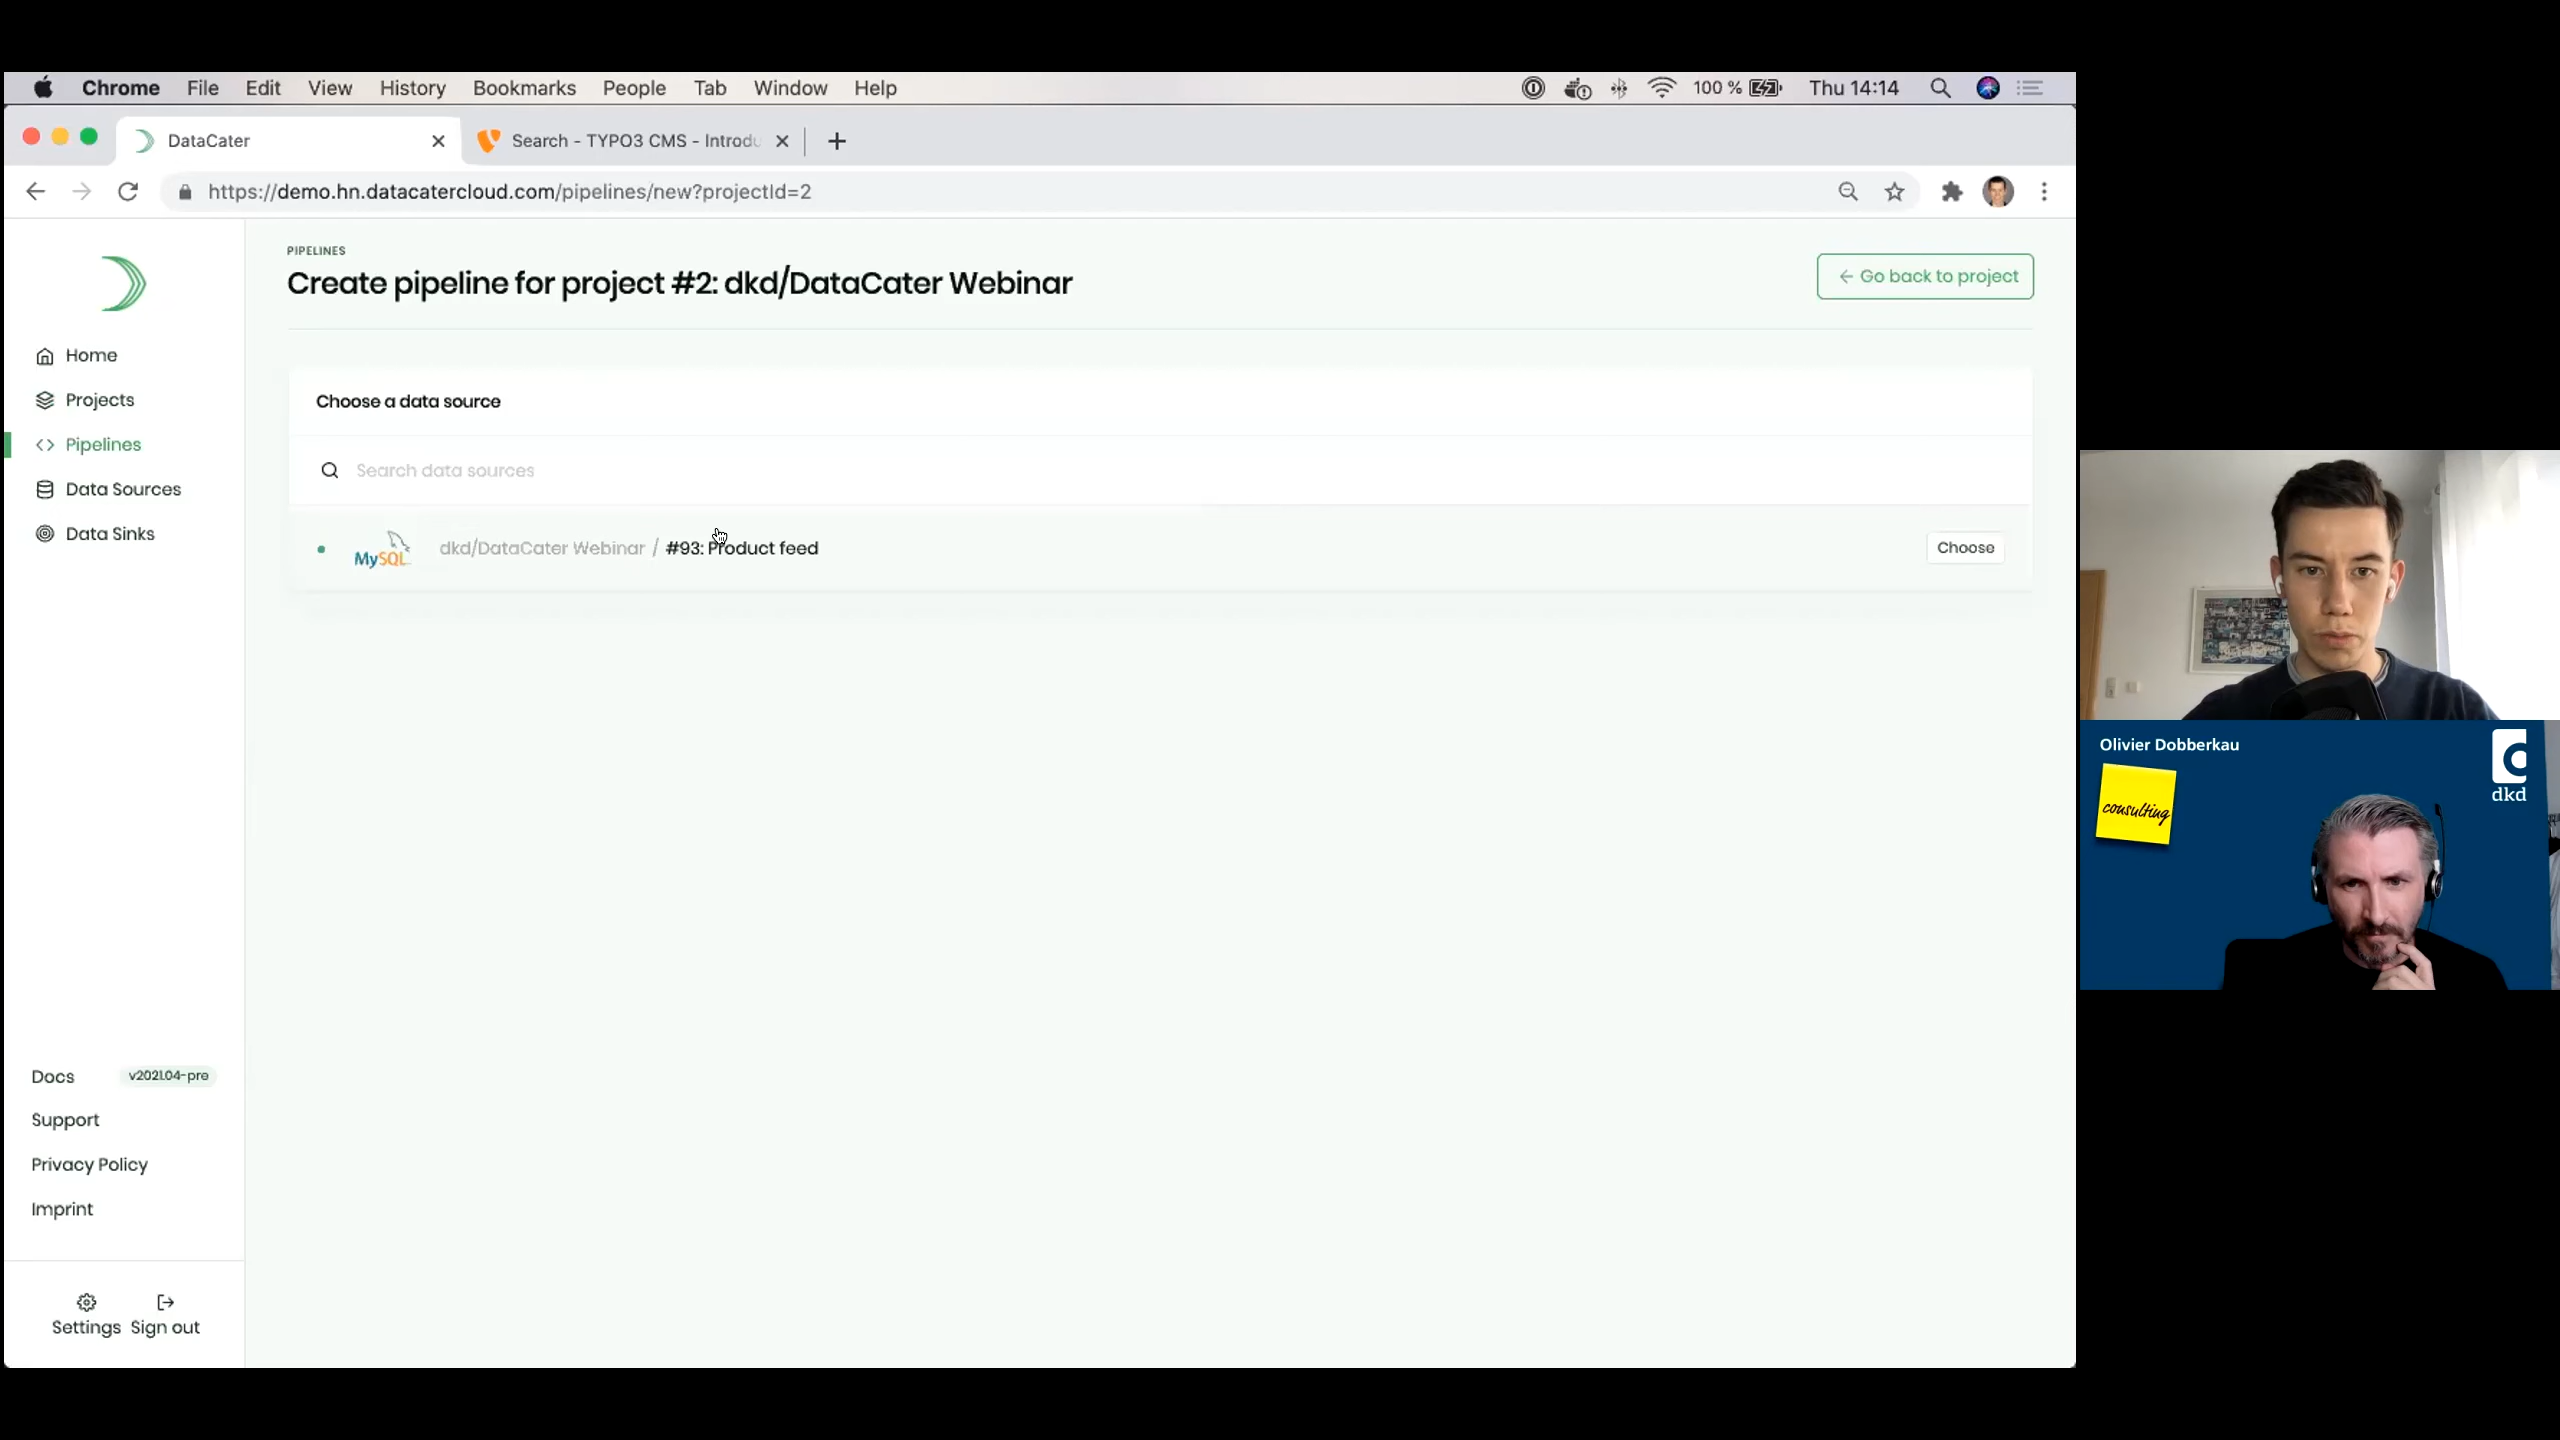 Chrome File Edit View History Bookmarks People Tab Window Help 100 % Thu 14:14
DataCater
Search - TYPO3 CMS - Introdu
https://demo.hn.datacatercloud.com/pipelines/new?projectId=2
PIPELINES
Create pipeline for project #2: dkd/DataCater Webinar
← Go back to project
Home
Projects
Pipelines
Data Sources
Data Sinks
Choose a data source
Search data sources
MySQL dkd/DataCater Webinar / #93: Product feed
Choose
Docs v2021.04-pre
Support
Privacy Policy
Imprint
Settings
Sign out
Olivier Dobberkau
consulting
dkd